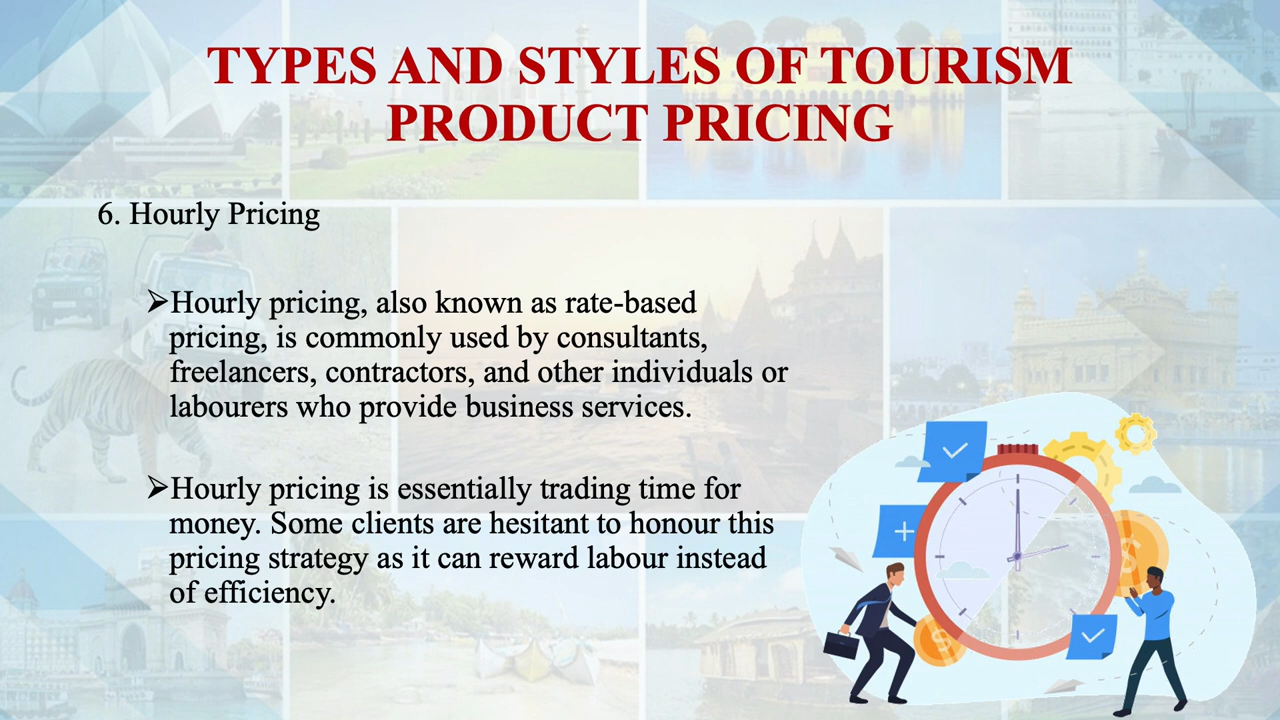 TYPES AND STYLES OF TOURISM
PRODUCT PRICING
6. Hourly Pricing
➢Hourly pricing, also known as rate-based
pricing, is commonly used by consultants,
freelancers, contractors, and other individuals or
labourers who provide business services.
➢Hourly pricing is essentially trading time for
money. Some clients are hesitant to honour this
pricing strategy as it can reward labour instead
of efficiency.